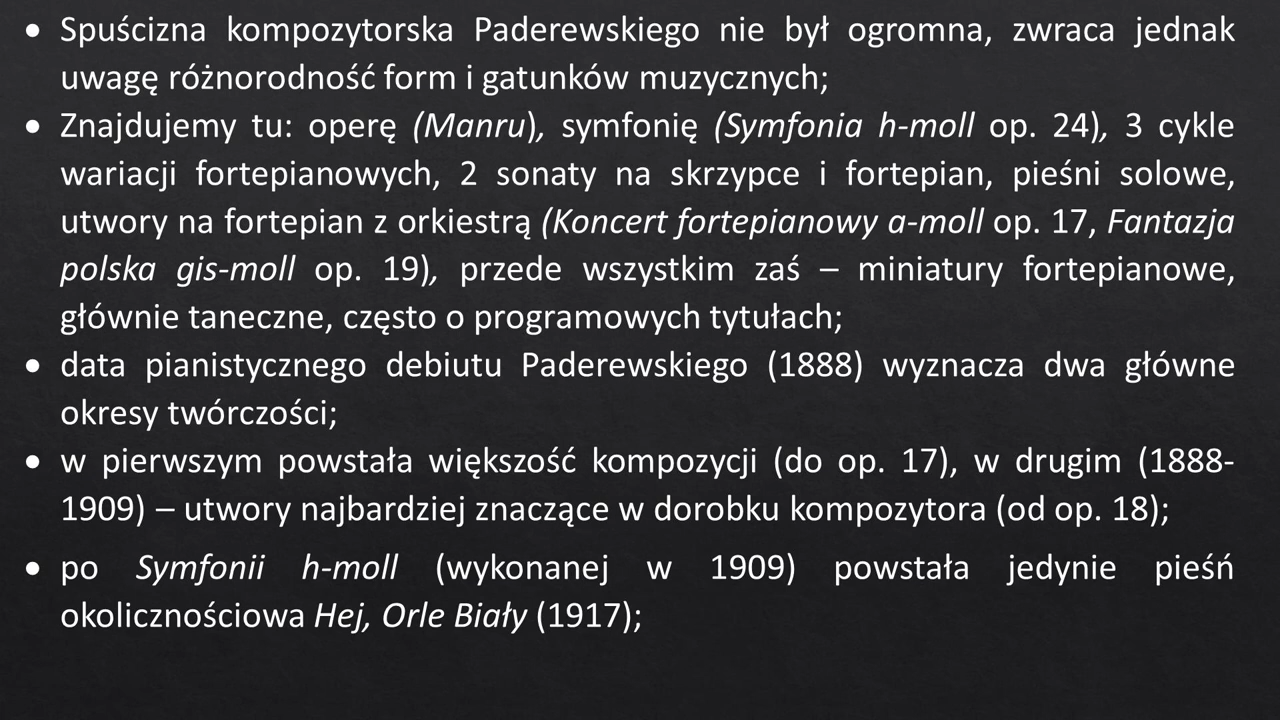 • Spuścizna kompozytorska Paderewskiego nie był ogromna, zwraca jednak
uwagę różnorodność form i gatunków muzycznych;
• Znajdujemy tu: operę (Manru), symfonię (Symfonia h-moll op. 24), 3 cykle
wariacji fortepianowych, 2 sonaty na skrzypce i fortepian, pieśni solowe,
utwory na fortepian z orkiestrą (Koncert fortepianowy a-moll op. 17, Fantazja
polska gis-moll op. 19), przede wszystkim zaś – miniatury fortepianowe,
głównie taneczne, często o programowych tytułach;
• data pianistycznego debiutu Paderewskiego (1888) wyznacza dwa główne
okresy twórczości;
• w pierwszym powstała większość kompozycji (do op. 17), w drugim (1888-
1909) – utwory najbardziej znaczące w dorobku kompozytora (od op. 18);
• po Symfonii h-moll (wykonanej w 1909) powstała jedynie pieśń
okolicznościowa Hej, Orle Biały (1917);